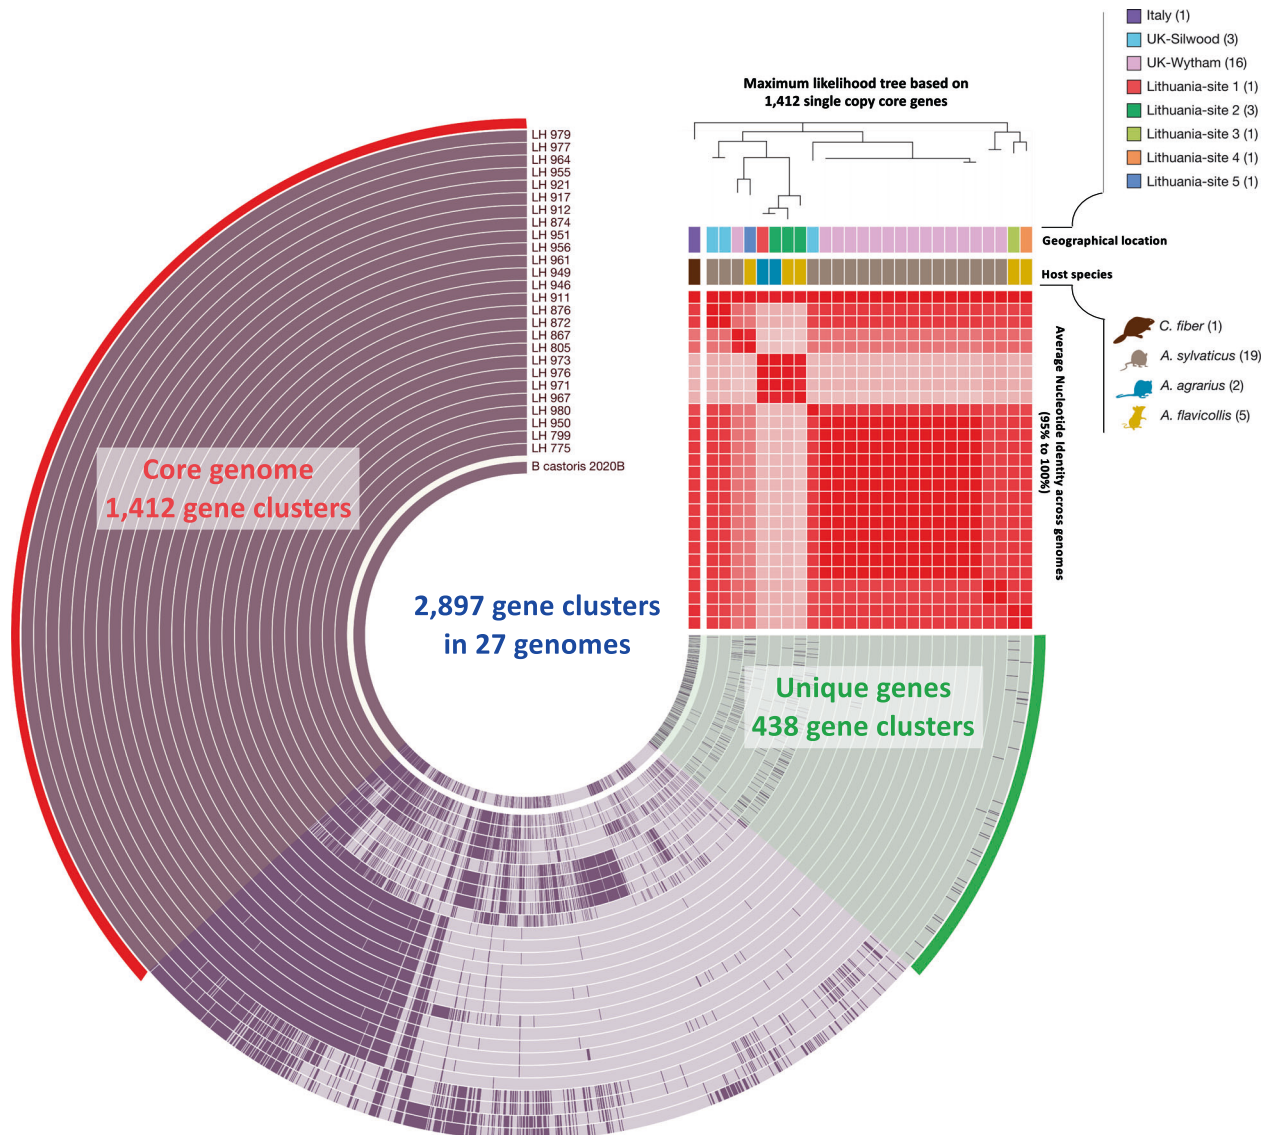 Italy (1)
UK-Silwood (3)
UK-Wytham (16)
Lithuania-site 1 (1)
Lithuania-site 2 (3)
Lithuania-site 3 (1)
Lithuania-site 4 (1)
Lithuania-site 5 (1)
Maximum likelihood tree based on
1,412 single copy core genes
LH 979
LH 977
LH 964
LH 955
LH 921
LH 917
LH 912
LH 874
LH 951
LH 956
LH 961
LH 949
LH 946
LH 911
LH 876
LH 872
LH 867
LH 805
LH 973
LH 976
LH 971
LH 967
LH 980
LH 950
LH 799
LH 775
B castoris 2020B
Geographical location
Host species
C. fiber (1)
A. sylvaticus (19)
A. agrarius (2)
A. flavicollis (5)
Average Nucleotide Identity across genomes
(95% to 100%)
Core genome
1,412 gene clusters
2,897 gene clusters
in 27 genomes
Unique genes
438 gene clusters